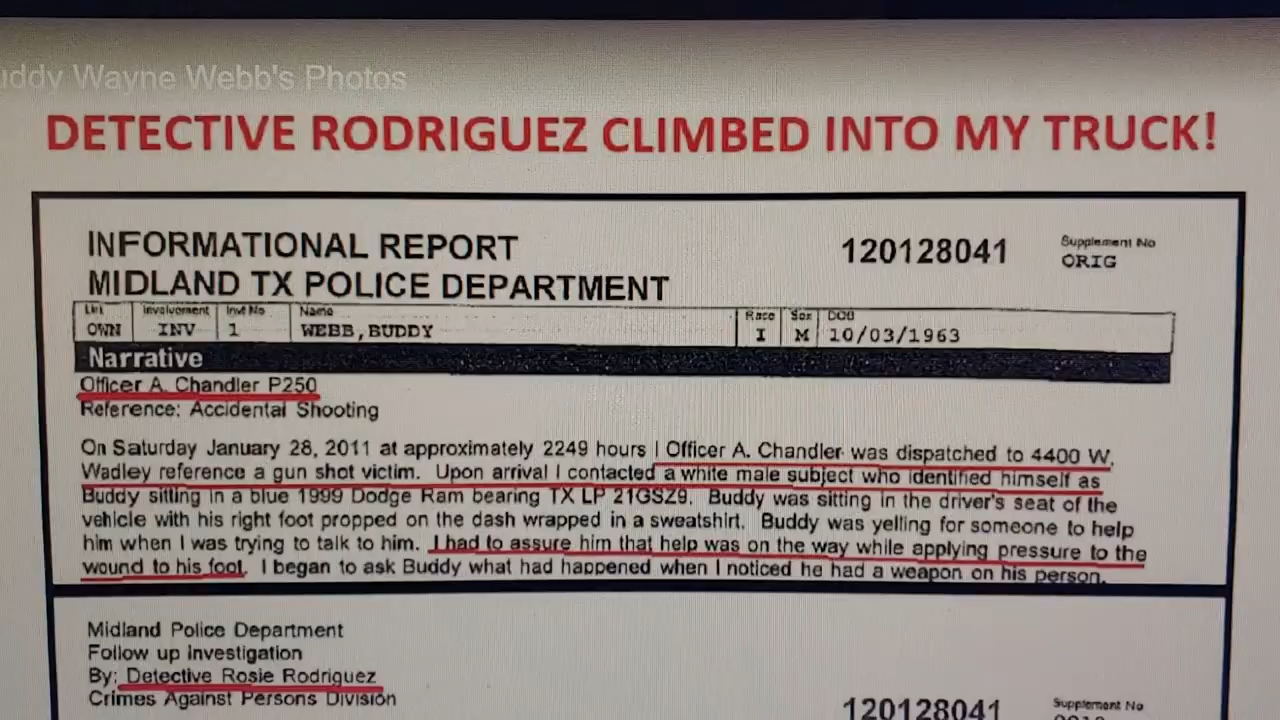 uddy Wayne Webb's Photos
DETECTIVE RODRIGUEZ CLIMBED INTO MY TRUCK!
INFORMATIONAL REPORT
120128041
Supplement No
ORIG
MIDLAND TX POLICE DEPARTMENT
Involvement Invl No Name Race Sex DOB
OWN INV 1 WEBB,BUDDY I M 10/03/1963
Narrative
Officer A. Chandler P250
Reference: Accidental Shooting
On Saturday January 28, 2011 at approximately 2249 hours I Officer A. Chandler was dispatched to 4400 W.
Wadley reference a gun shot victim. Upon arrival I contacted a white male subject who identified himself as
Buddy sitting in a blue 1999 Dodge Ram bearing TX LP 21GSZ9. Buddy was sitting in the driver's seat of the
vehicle with his right foot propped on the dash wrapped in a sweatshirt. Buddy was yelling for someone to help
him when I was trying to talk to him. I had to assure him that help was on the way while applying pressure to the
wound to his foot. I began to ask Buddy what had happened when I noticed he had a weapon on his person.
Midland Police Department
Follow up investigation
By: Detective Rosie Rodriguez
Crimes Against Persons Division
120128041
Supplement No